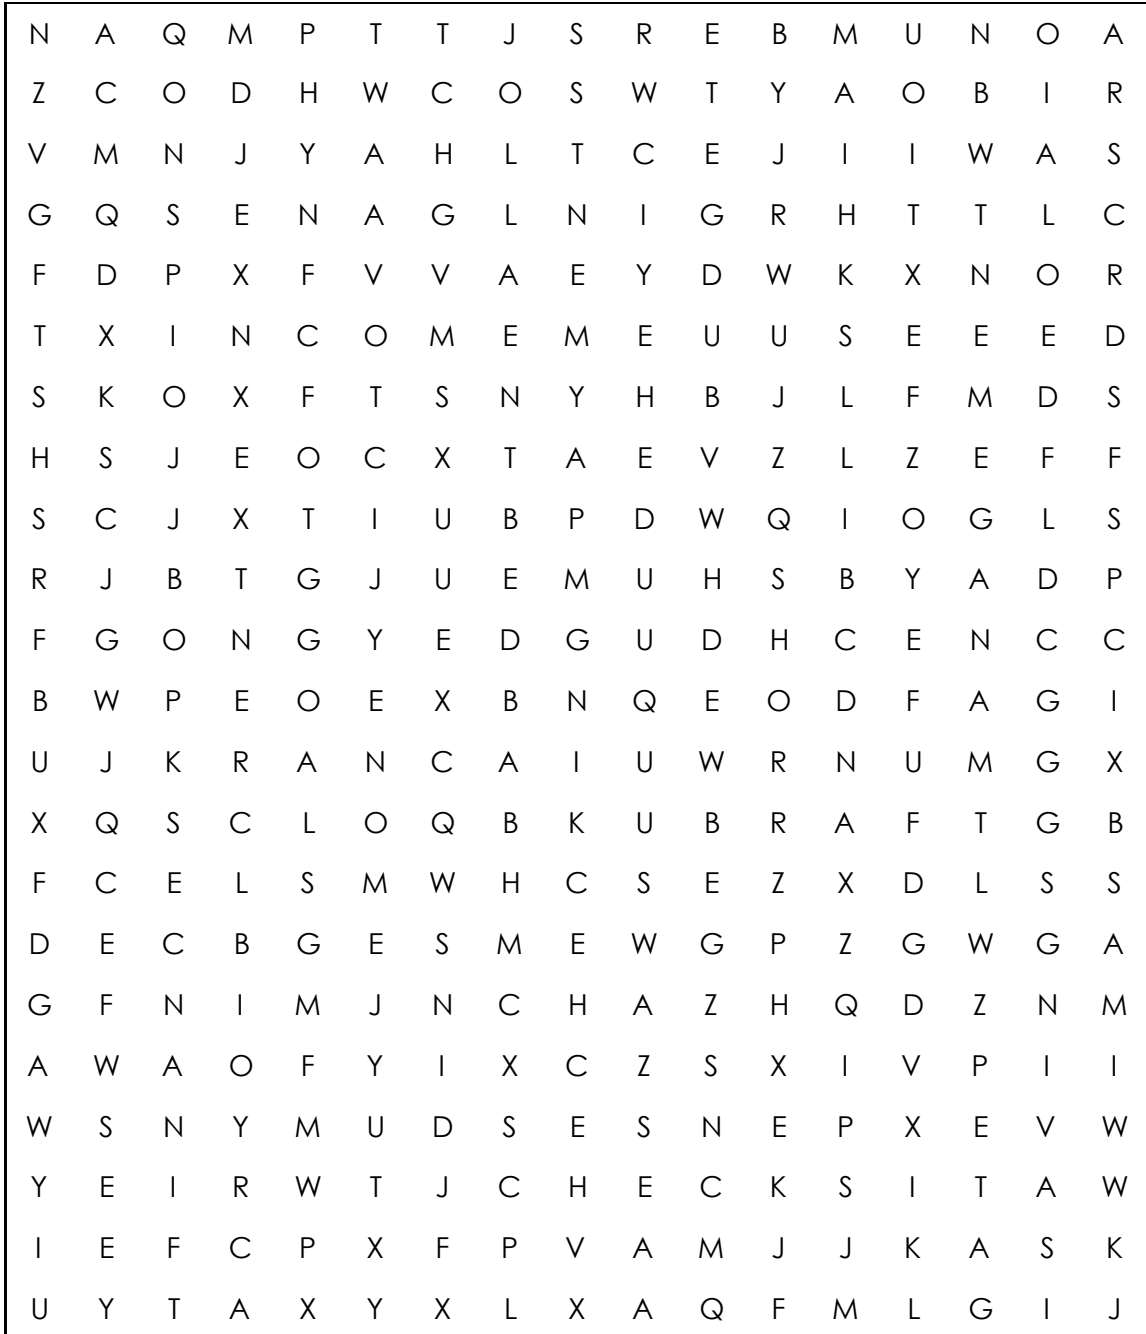 N A Q M P T T J S R E B M U N O A
Z C O D H W C O S W T Y A O B I R
V M N J Y A H L T C E J I I W A S
G Q S E N A G L N I G R H T T L C
F D P X F V V A E Y D W K X N O R
T X I N C O M E M E U U S E E E D
S K O X F T S N Y H B J L F M D S
H S J E O C X T A E V Z L Z E F F
S C J X T I U B P D W Q I O G L S
R J B T G J U E M U H S B Y A D P
F G O N G Y E D G U D H C E N C C
B W P E O E X B N Q E O D F A G I
U J K R A N C A I U W R N U M G X
X Q S C L O Q B K U B R A F T G B
F C E L S M W H C S E Z X D L S S
D E C B G E S M E W G P Z G W G A
G F N I M J N C H A Z H Q D Z N M
A W A O F Y I X C Z S X I V P I I
W S N Y M U D S E S N E P X E V W
Y E I R W T J C H E C K S I T A W
I E F C P X F P V A M J J K A S K
U Y T A X Y X L X A Q F M L G I J